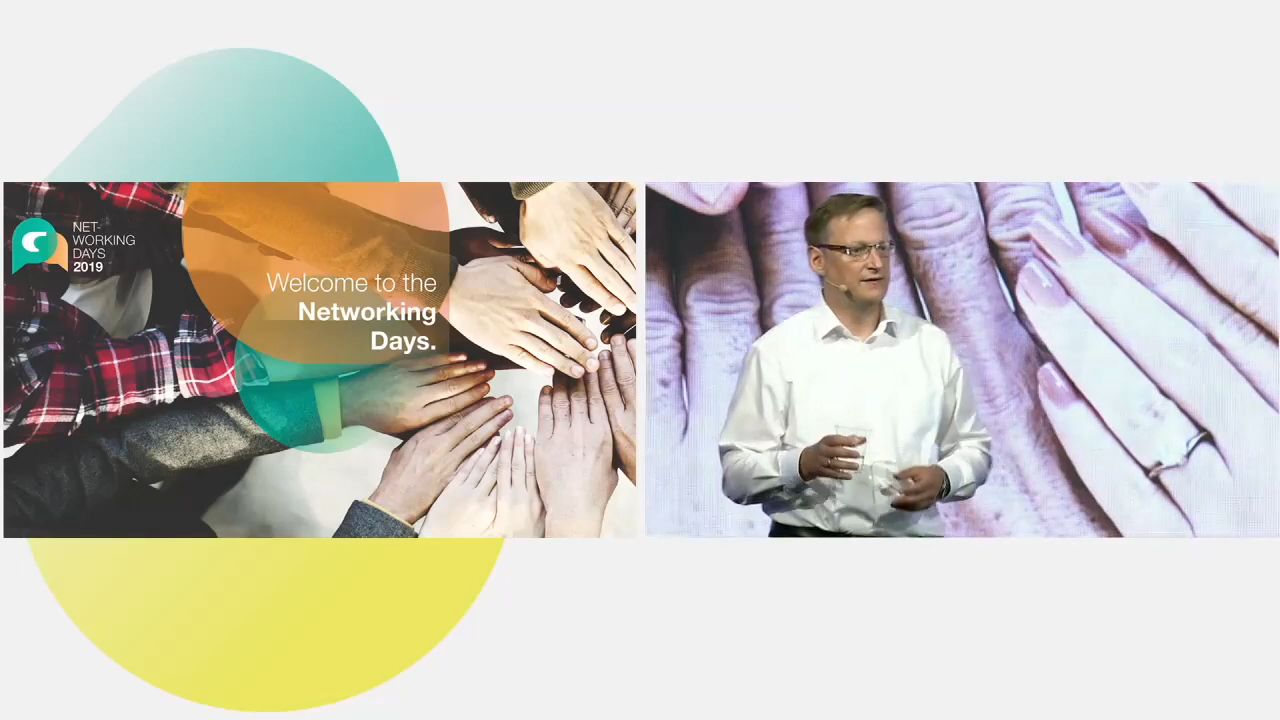 NET-
WORKING
DAYS
2019
Welcome to the
Networking
Days.